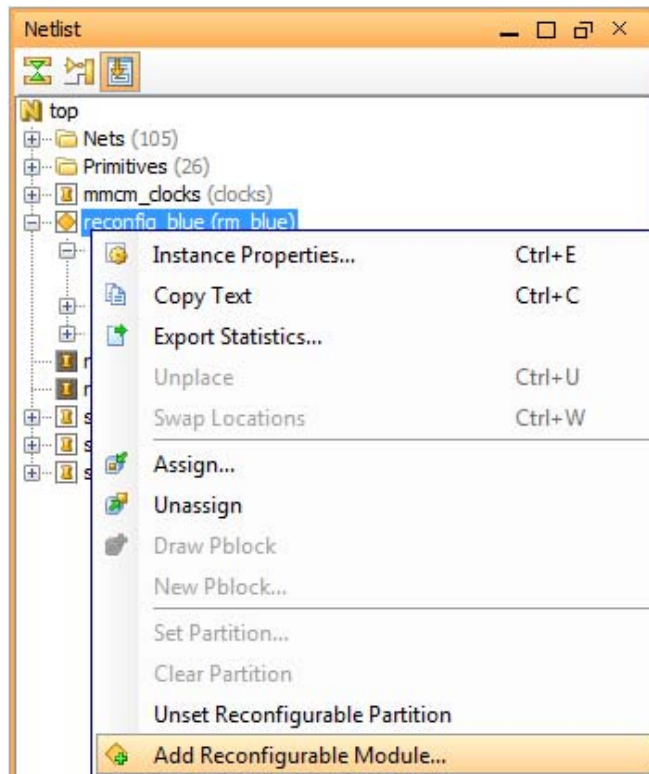 Netlist
top
Nets (105)
Primitives (26)
mmcm_clocks (clocks)
reconfig_blue (rm_blue)
Instance Properties... Ctrl+E
Copy Text Ctrl+C
Export Statistics...
Unplace Ctrl+U
Swap Locations Ctrl+W
Assign...
Unassign
Draw Pblock
New Pblock...
Set Partition...
Clear Partition
Unset Reconfigurable Partition
Add Reconfigurable Module...